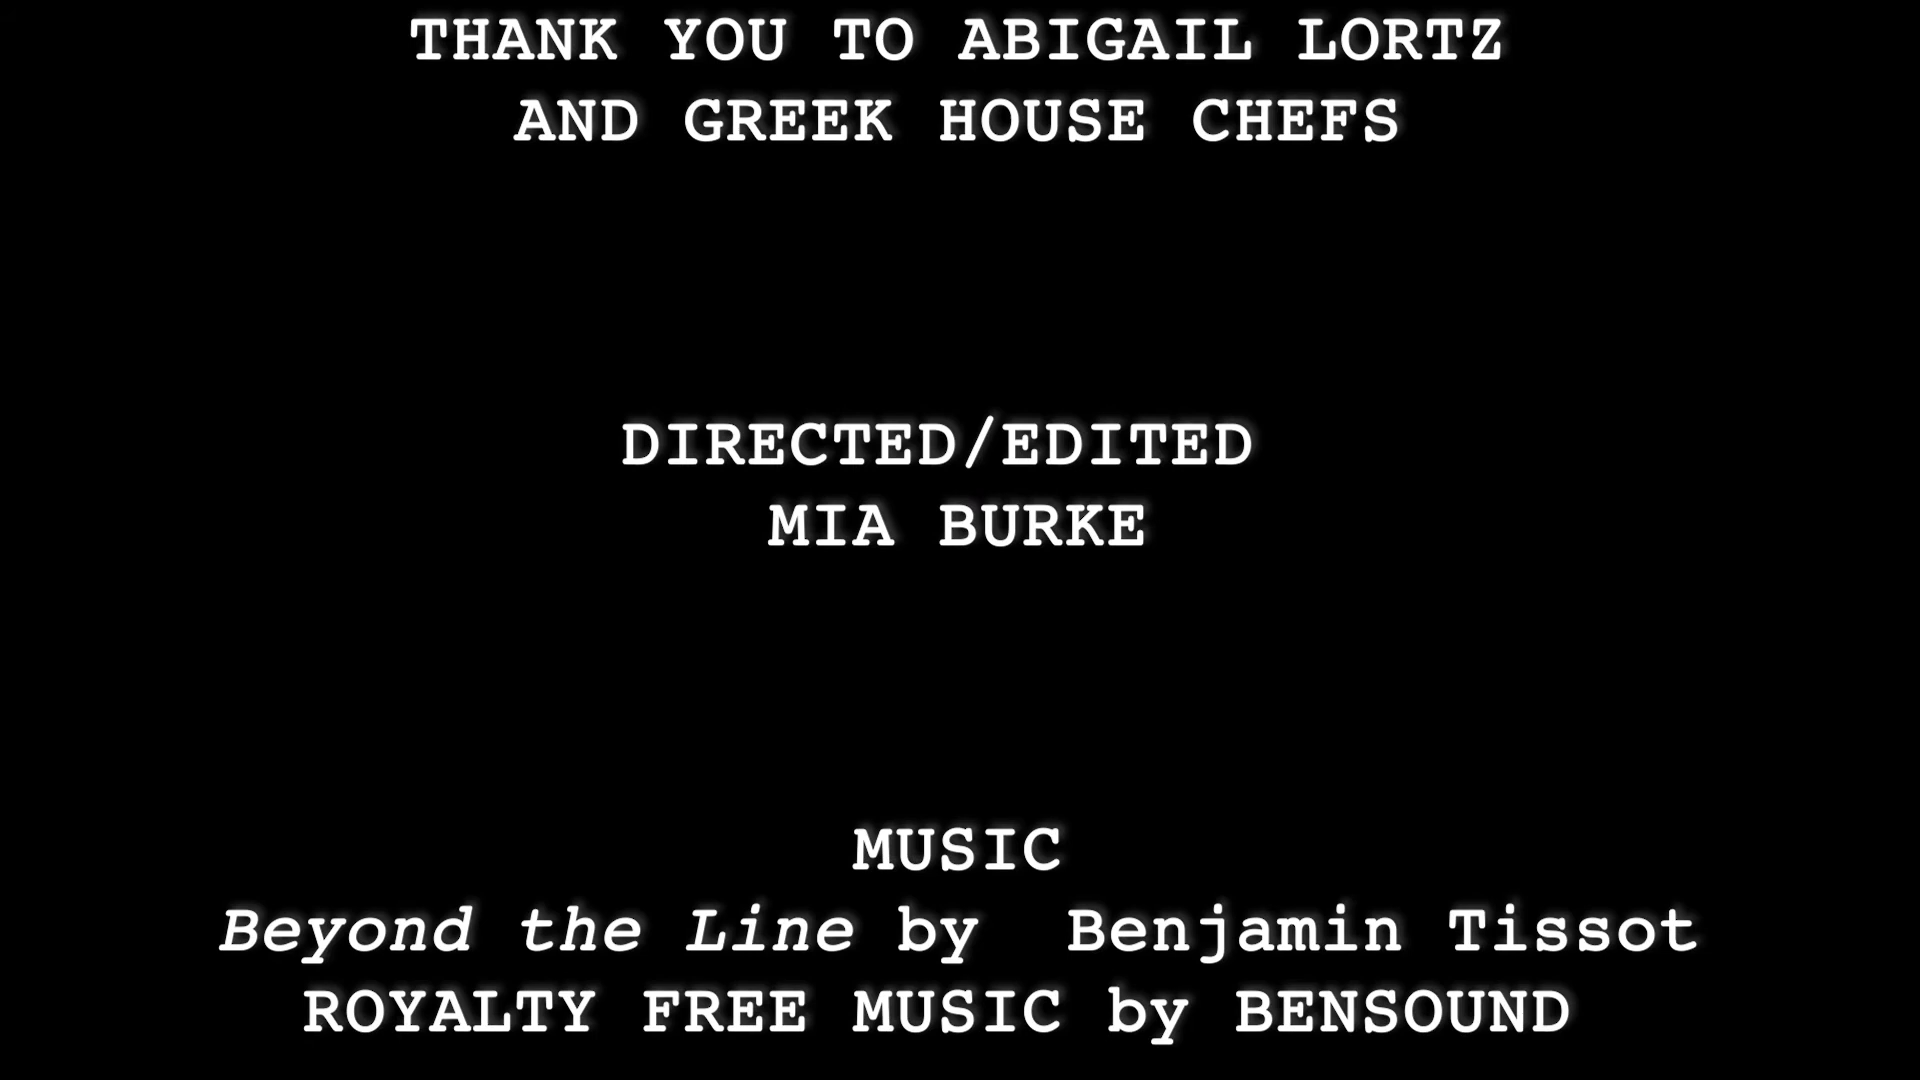 THANK YOU TO ABIGAIL LORTZ
AND GREEK HOUSE CHEFS
DIRECTED/EDITED
MIA BURKE
MUSIC
Beyond the Line by  Benjamin Tissot
ROYALTY FREE MUSIC by BENSOUND